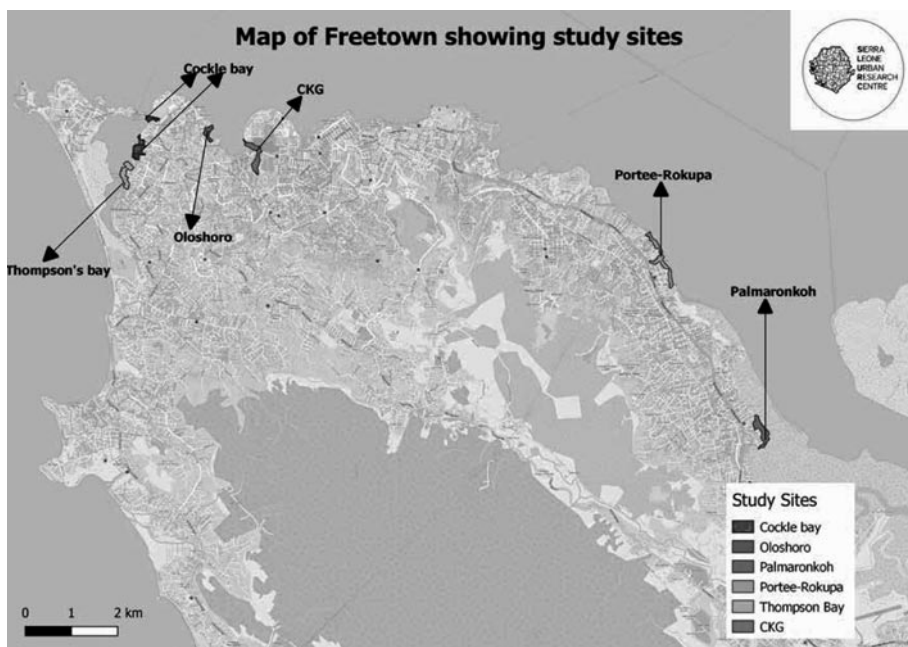 Map of Freetown showing study sites
SIERRA
LEONE
URBAN
RESEARCH
CENTRE
Cockle bay
CKG
Portee-Rokupa
Oloshoro
Thompson's bay
Palmaronkoh
Study Sites
Cockle bay
Oloshoro
Palmaronkoh
Portee-Rokupa
Thompson Bay
CKG
0 1 2 km